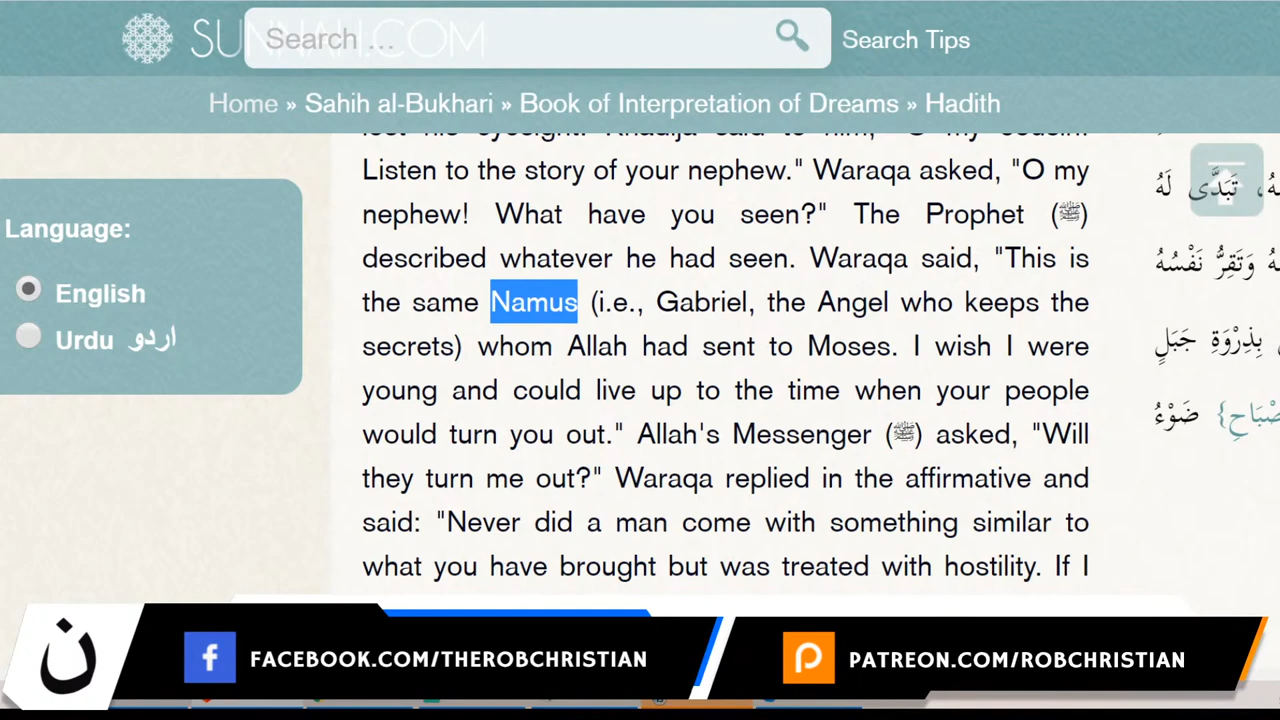 SUNNAH.COM
Search ...
Search Tips
Home » Sahih al-Bukhari » Book of Interpretation of Dreams » Hadith
Language:
English
Urdu اردو
Listen to the story of your nephew." Waraqa asked, "O my
nephew! What have you seen?" The Prophet (ﷺ)
described whatever he had seen. Waraqa said, "This is
the same Namus (i.e., Gabriel, the Angel who keeps the
secrets) whom Allah had sent to Moses. I wish I were
young and could live up to the time when your people
would turn you out." Allah's Messenger (ﷺ) asked, "Will
they turn me out?" Waraqa replied in the affirmative and
said: "Never did a man come with something similar to
what you have brought but was treated with hostility. If I
تَبَدَّى لَهُ
وَتَقِرُّ نَفْسُهُ
بِذِرْوَةِ جَبَلٍ
ضَوْءُ
ن
FACEBOOK.COM/THEROBCHRISTIAN
PATREON.COM/ROBCHRISTIAN